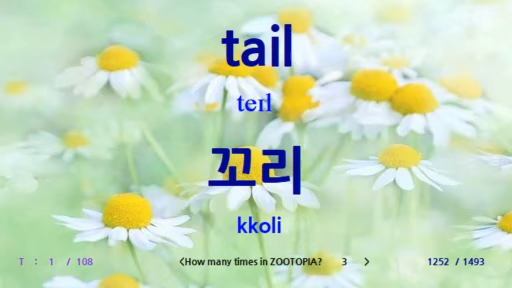 tail
teɪl
꼬리
kkoli
T : 1 / 108 <How many times in ZOOTOPIA? 3 > 1252 / 1493